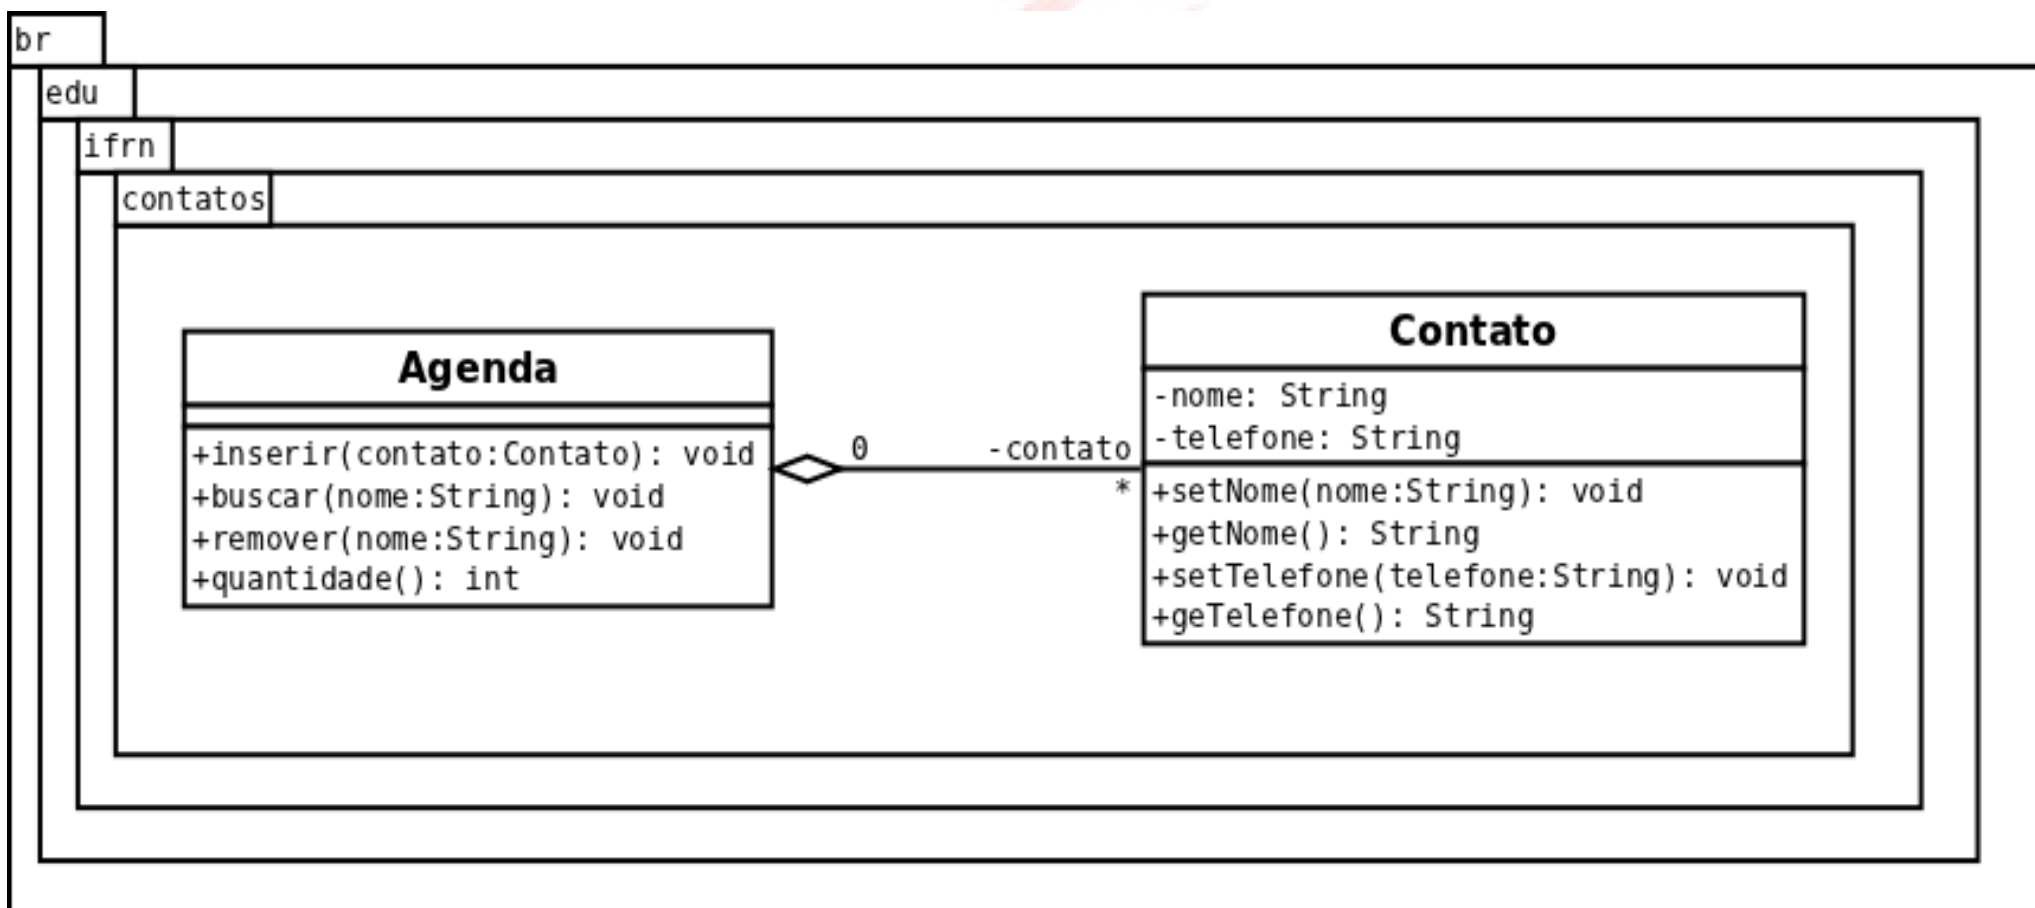 br
edu
ifrn
contatos
Agenda
+inserir(contato:Contato): void
+buscar(nome:String): void
+remover(nome:String): void
+quantidade(): int
0
-contato
*
Contato
-nome: String
-telefone: String
+setNome(nome:String): void
+getNome(): String
+setTelefone(telefone:String): void
+geTelefone(): String